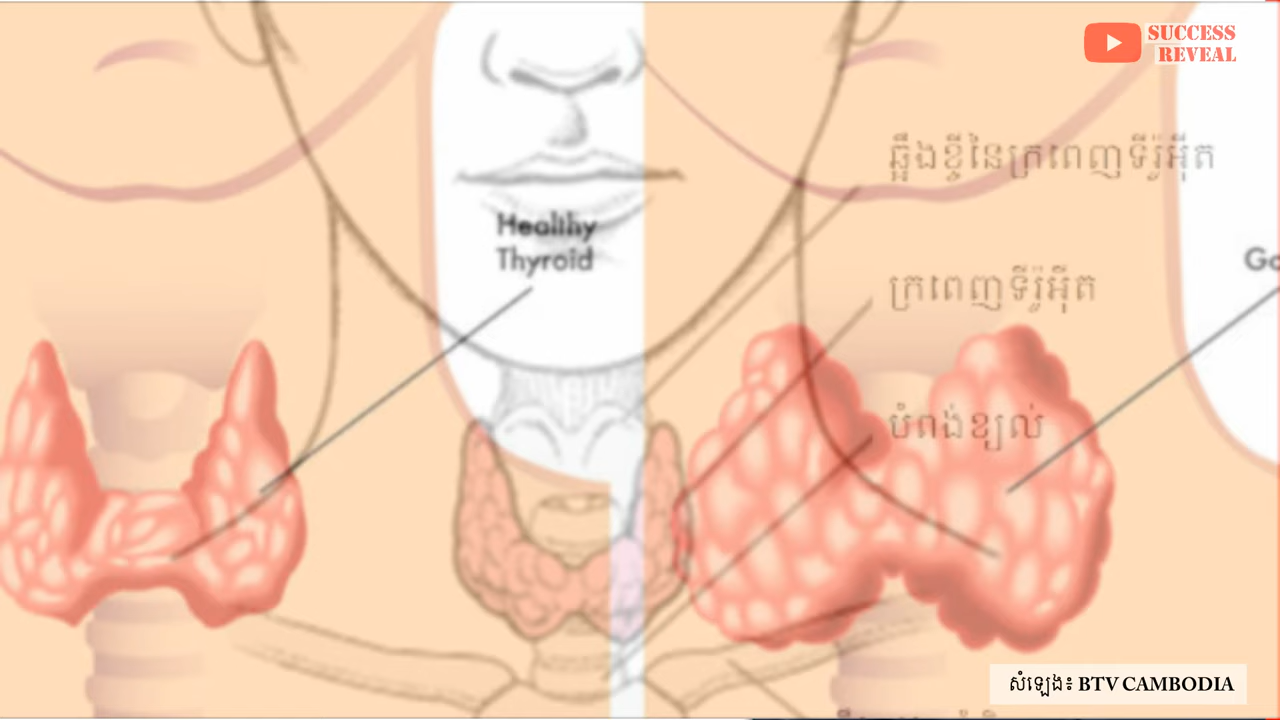 SUCCESS
REVEAL
Healthy
Thyroid
ឆ្អឹងខ្ចីនៃក្រពេញទីរ៉ូអ៊ីត
ក្រពេញទីរ៉ូអ៊ីត
បំពង់ខ្យល់
សំឡេង៖ BTV CAMBODIA